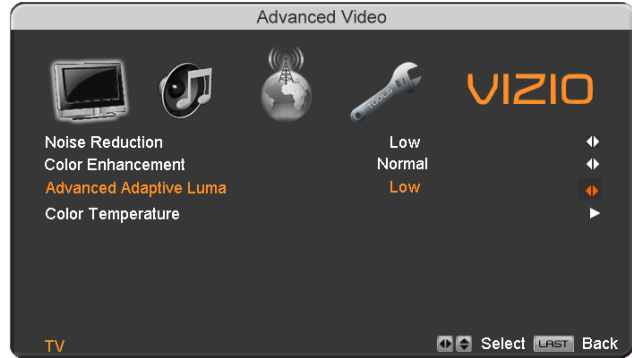 Advanced Video
TOOLS
VIZIO
Noise Reduction Low
Color Enhancement Normal
Advanced Adaptive Luma Low
Color Temperature
TV Select LAST Back